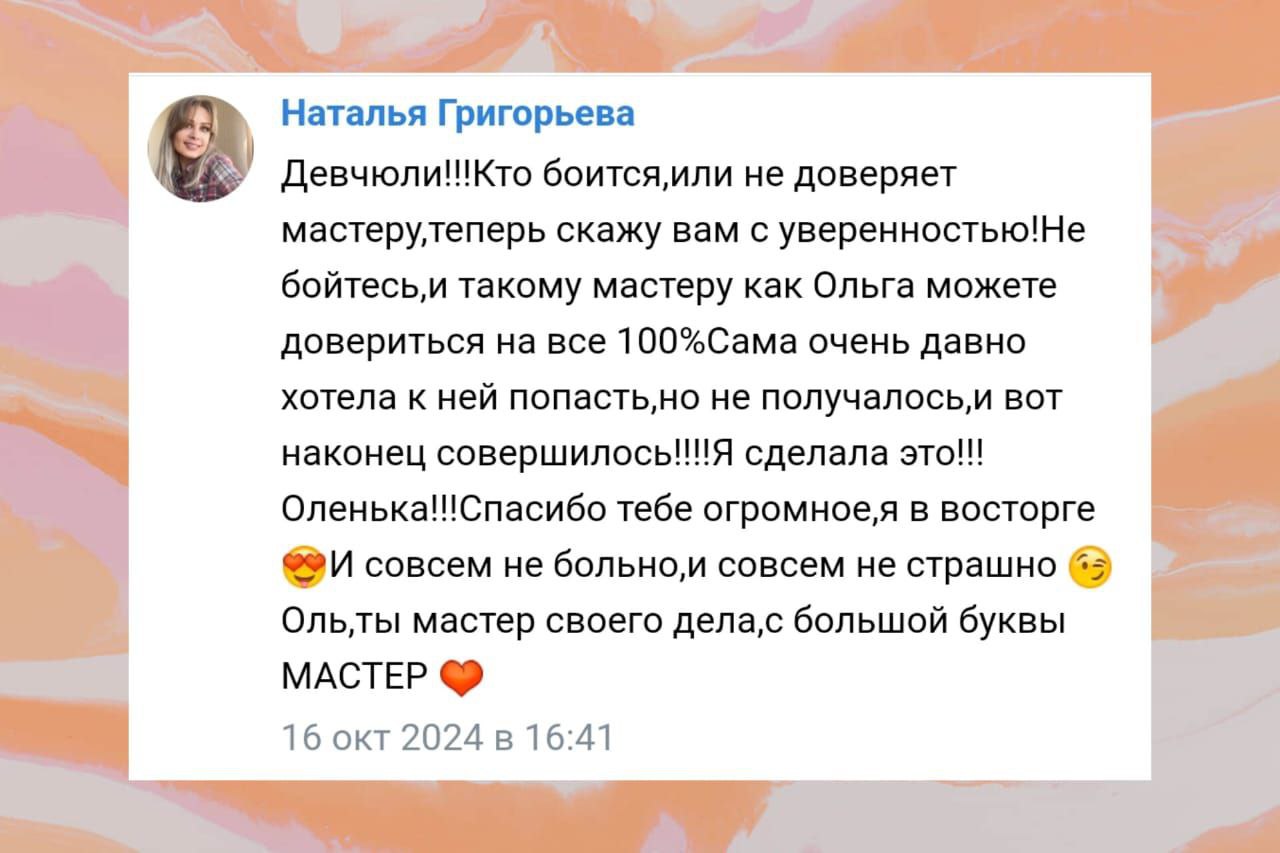 Наталья Григорьева
Девчюли!!!Кто боится,или не доверяет
мастеру,теперь скажу вам с уверенностью!Не
бойтесь,и такому мастеру как Ольга можете
довериться на все 100%Сама очень давно
хотела к ней попасть,но не получалось,и вот
наконец совершилось!!!!Я сделала это!!!
Оленька!!!Спасибо тебе огромное,я в восторге
😍И совсем не больно,и совсем не страшно 😉
Оль,ты мастер своего дела,с большой буквы
МАСТЕР ❤
16 окт 2024 в 16:41